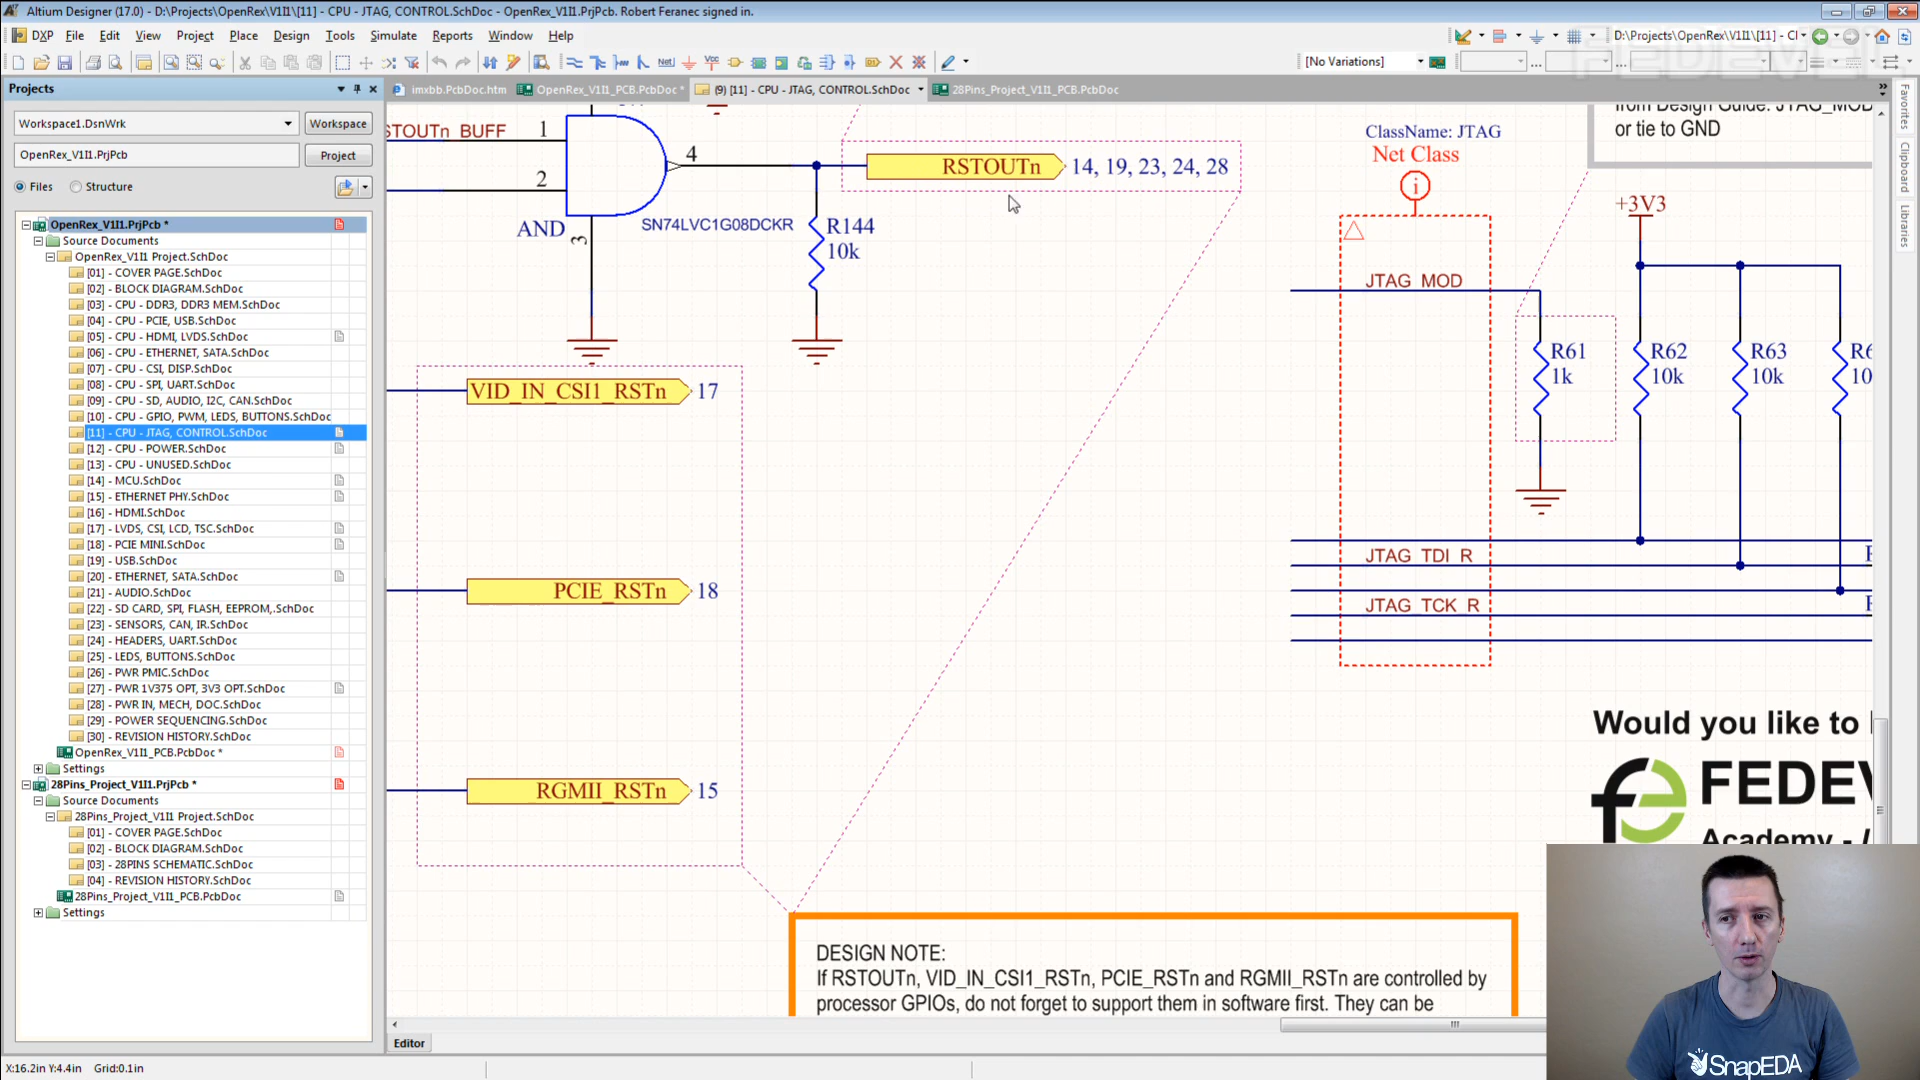 Altium Designer (17.0) - D:\Projects\OpenRex\V1I1\[11] - CPU - JTAG, CONTROL.SchDoc - OpenRex_V1I1.PrjPcb. Robert Feranec signed in.
DXP File Edit View Project Place Design Tools Simulate Reports Window Help
D:\Projects\OpenRex\V1I1\[11] - CI
[No Variations]
FEDEVEL
Projects
imxbb.PcbDoc.htm
OpenRex_V1I1_PCB.PcbDoc *
(9) [11] - CPU - JTAG, CONTROL.SchDoc
28Pins_Project_V1I1_PCB.PcbDoc
Workspace1.DsnWrk
Workspace
OpenRex_V1I1.PrjPcb
Project
Files
Structure
OpenRex_V1I1.PrjPcb *
Source Documents
OpenRex_V1I1 Project.SchDoc
[01] - COVER PAGE.SchDoc
[02] - BLOCK DIAGRAM.SchDoc
[03] - CPU - DDR3, DDR3 MEM.SchDoc
[04] - CPU - PCIE, USB.SchDoc
[05] - CPU - HDMI, LVDS.SchDoc
[06] - CPU - ETHERNET, SATA.SchDoc
[07] - CPU - CSI, DISP.SchDoc
[08] - CPU - SPI, UART.SchDoc
[09] - CPU - SD, AUDIO, I2C, CAN.SchDoc
[10] - CPU - GPIO, PWM, LEDS, BUTTONS.SchDoc
[11] - CPU - JTAG, CONTROL.SchDoc
[12] - CPU - POWER.SchDoc
[13] - CPU - UNUSED.SchDoc
[14] - MCU.SchDoc
[15] - ETHERNET PHY.SchDoc
[16] - HDMI.SchDoc
[17] - LVDS, CSI, LCD, TSC.SchDoc
[18] - PCIE MINI.SchDoc
[19] - USB.SchDoc
[20] - ETHERNET, SATA.SchDoc
[21] - AUDIO.SchDoc
[22] - SD CARD, SPI, FLASH, EEPROM,.SchDoc
[23] - SENSORS, CAN, IR.SchDoc
[24] - HEADERS, UART.SchDoc
[25] - LEDS, BUTTONS.SchDoc
[26] - PWR PMIC.SchDoc
[27] - PWR 1V375 OPT, 3V3 OPT.SchDoc
[28] - PWR IN, MECH, DOC.SchDoc
[29] - POWER SEQUENCING.SchDoc
[30] - REVISION HISTORY.SchDoc
OpenRex_V1I1_PCB.PcbDoc *
Settings
28Pins_Project_V1I1.PrjPcb *
Source Documents
28Pins_Project_V1I1 Project.SchDoc
[01] - COVER PAGE.SchDoc
[02] - BLOCK DIAGRAM.SchDoc
[03] - 28PINS SCHEMATIC.SchDoc
[04] - REVISION HISTORY.SchDoc
28Pins_Project_V1I1_PCB.PcbDoc
Settings
STOUTn_BUFF
1
2
3
4
AND
SN74LVC1G08DCKR
RSTOUTn
14, 19, 23, 24, 28
R144
10k
VID_IN_CSI1_RSTn
17
PCIE_RSTn
18
RGMII_RSTn
15
ClassName: JTAG
Net Class
i
from Design Guide: JTAG_MOD
or tie to GND
+3V3
JTAG_MOD
R61
1k
R62
10k
R63
10k
10
JTAG_TDI_R
JTAG_TCK_R
Would you like to
FEDEV
Academy -
DESIGN NOTE:
If RSTOUTn, VID_IN_CSI1_RSTn, PCIE_RSTn and RGMII_RSTn are controlled by
processor GPIOs, do not forget to support them in software first. They can be
SnapEDA
Favorites
Clipboard
Libraries
Editor
X:16.2in Y:4.4in Grid:0.1in